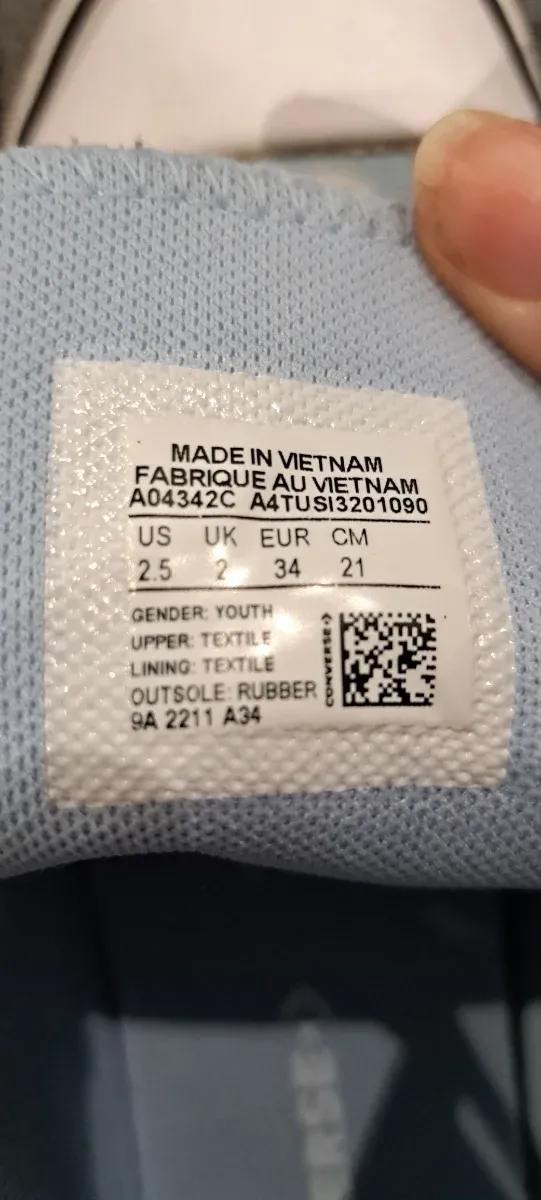 MADE IN VIETNAM
FABRIQUE AU VIETNAM
A04342C A4TUSI3201090
US UK EUR CM
2.5 2 34 21
GENDER: YOUTH
UPPER: TEXTILE
LINING: TEXTILE
OUTSOLE: RUBBER
9A 2211 A34
CONVERSE
ERSE